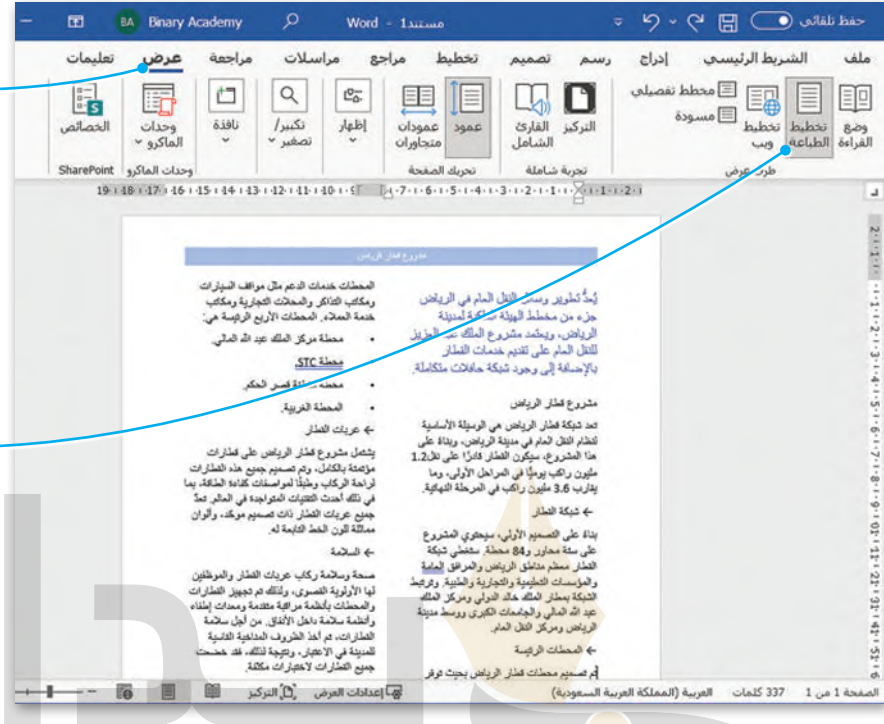 حفظ تلقائي
مستند1 - Word
Binary Academy
BA
ملف
الشريط الرئيسي
إدراج
رسم
تصميم
تخطيط
مراجع
مراسلات
مراجعة
عرض
تعليمات
وضع القراءة
تخطيط الطباعة
تخطيط ويب
مخطط تفصيلي
مسودة
التركيز
القارئ الشامل
عمود
عمودات متجاورات
إظهار
تكبير/تصغير
نافذة
وحدات الماكرو
الخصائص
طرق عرض
تجربة شاملة
تحريك الصفحة
وحدات الماكرو
SharePoint
مشروع قطار الرياض
يُعدُّ تطوير وسائل النقل العام في الرياض
جزء من مخطط الهيئة الملكية لمدينة
الرياض، ويعتمد مشروع الملك عبد العزيز
للنقل العام على تقديم خدمات القطار
بالإضافة إلى وجود شبكة حافلات متكاملة.
مشروع قطار الرياض
تعد شبكة قطار الرياض هي الوسيلة الأساسية
لنظام النقل العام في مدينة الرياض، وبناءً على
هذا المشروع، سيكون القطار قادرًا على نقل 1.2
مليون راكب يوميًا في المراحل الأولى، وما
يقارب 3.6 مليون راكب في المرحلة النهائية.
← شبكة القطار
بناءً على التصميم الأولي، سيحتوي المشروع
على ستة محاور و84 محطة. ستغطي شبكة
القطار معظم مناطق الرياض والمرافق العامة
والمؤسسات التعليمية والتجارية والطبية. وترتبط
الشبكة بمطار الملك خالد الدولي ومركز الملك
عبد الله المالي والجامعات الكبرى ووسط مدينة
الرياض ومركز النقل العام.
← المحطات الرئيسة
تم تصميم محطات قطار الرياض بحيث توفر
المحطات خدمات الدعم مثل مواقف السيارات
ومكاتب التذاكر والمحلات التجارية ومكاتب
خدمة العملاء. المحطات الأربع الرئيسة هي:
• محطة مركز الملك عبد الله المالي.
محطة STC.
• محطة منطقة قصر الحكم.
• المحطة الغربية.
← عربات القطار
يشتمل مشروع قطار الرياض على قطارات
مؤتمتة بالكامل، وتم تصميم جميع هذه القطارات
لراحة الركاب وطبقًا لمواصفات كفاءة الطاقة، بما
في ذلك أحدث التقنيات المتواجدة في العالم. تعدّ
جميع عربات القطار ذات تصميم موحد، وألوان
مماثلة للون الخط التابعة له.
← السلامة
صحة وسلامة ركاب عربات القطار والموظفين
لها الأولوية القصوى، ولذلك تم تجهيز القطارات
والمحطات بأنظمة مراقبة متقدمة ومعدات إطفاء
وأنظمة سلامة داخل الأنفاق. من أجل سلامة
القطارات، تم أخذ الظروف المناخية القاسية
للمدينة في الاعتبار، ونتيجة لذلك، فقد خضعت
جميع القطارات لاختبارات مكثفة.
الصفحة 1 من 1
337 كلمات
العربية (المملكة العربية السعودية)
إعدادات العرض
التركيز